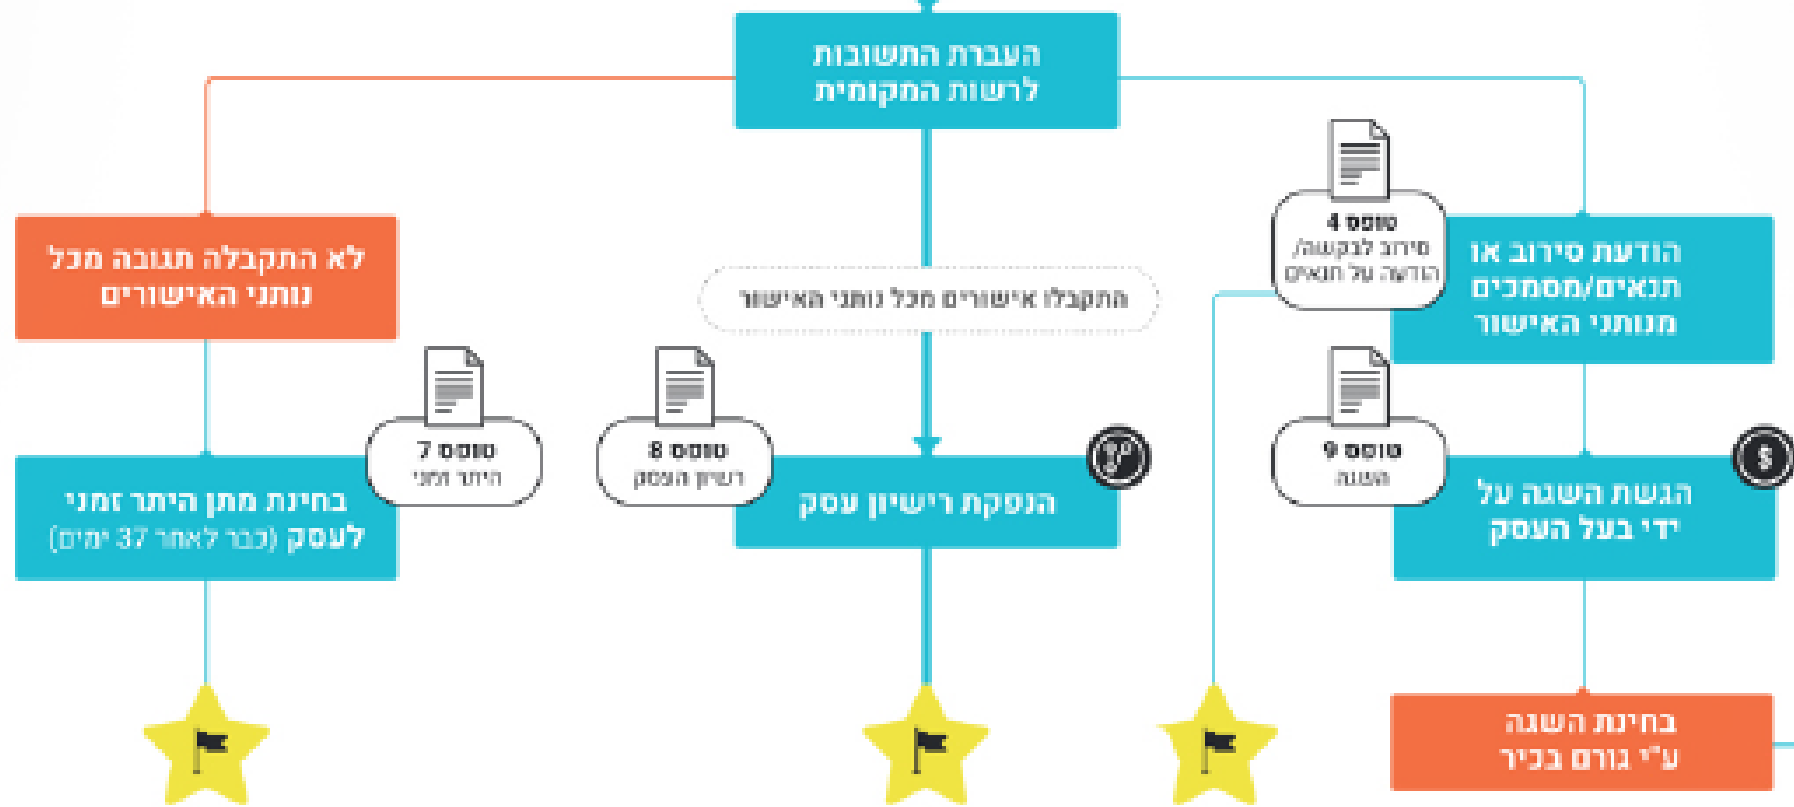 העברת התשובות
לרשות המקומית
טופס 4
סירוב לבקשה/
הודעה על תנאים
הודעת סירוב או
תנאים/מסמכים
מנותני האישור
התקבלו אישורים מכל נותני האישור
לא התקבלה תגובה מכל
נותני האישורים
טופס 9
השגה
הגשת השגה על
ידי בעל העסק
טופס 8
רשיון העסק
הנפקת רישיון עסק
טופס 7
היתר זמני
בחינת מתן היתר זמני
לעסק (כבר לאחר 37 ימים)
בחינת השגה
ע"י גורם בכיר